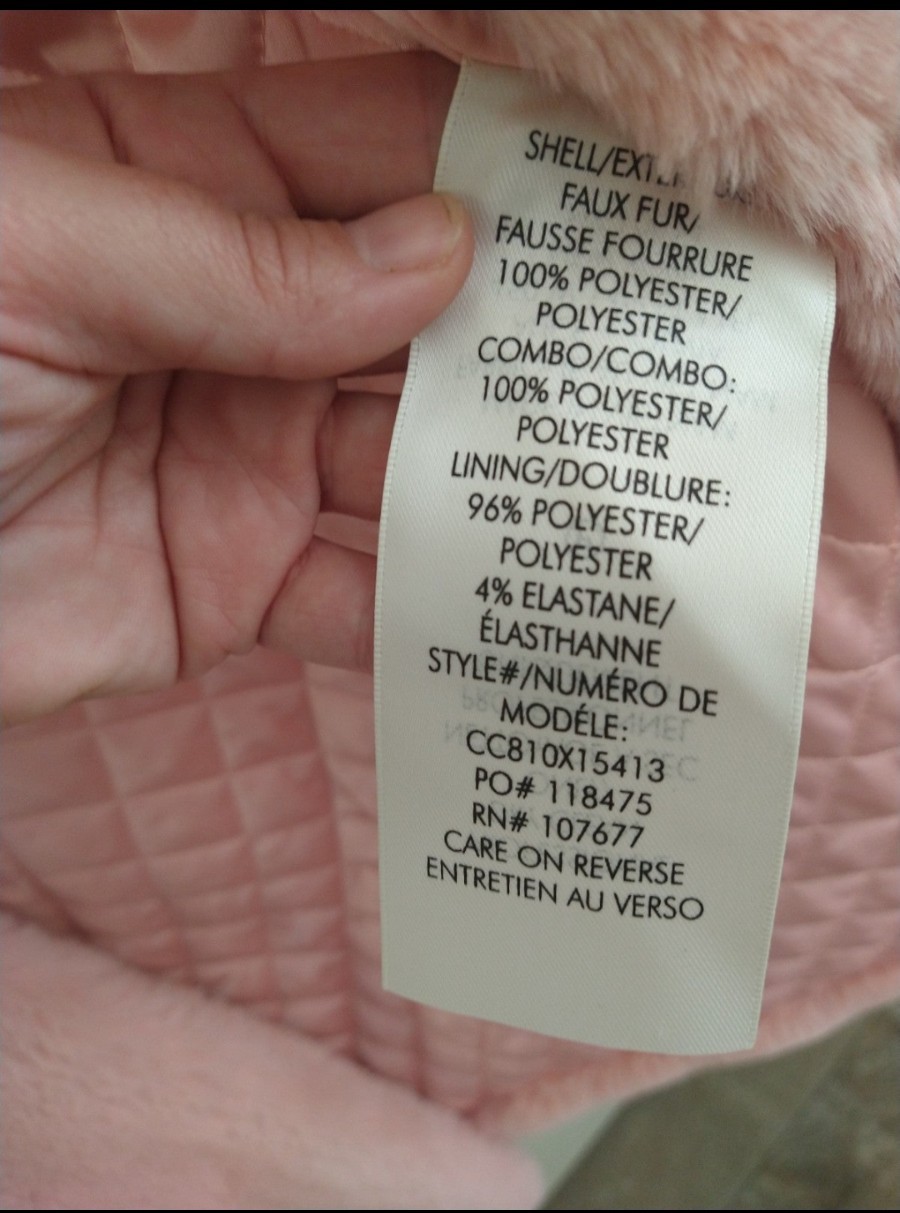 FAUX FUR/
FAUSSE FOURRURE
100% POLYESTER/
POLYESTER
COMBO/COMBO:
100% POLYESTER/
POLYESTER
LINING/DOUBLURE:
96% POLYESTER/
POLYESTER
4% ELASTANE/
ÉLASTHANNE
STYLE#/NUMÉRO DE
MODÉLE:
CC810X15413
PO# 118475
RN# 107677
CARE ON REVERSE
ENTRETIEN AU VERSO